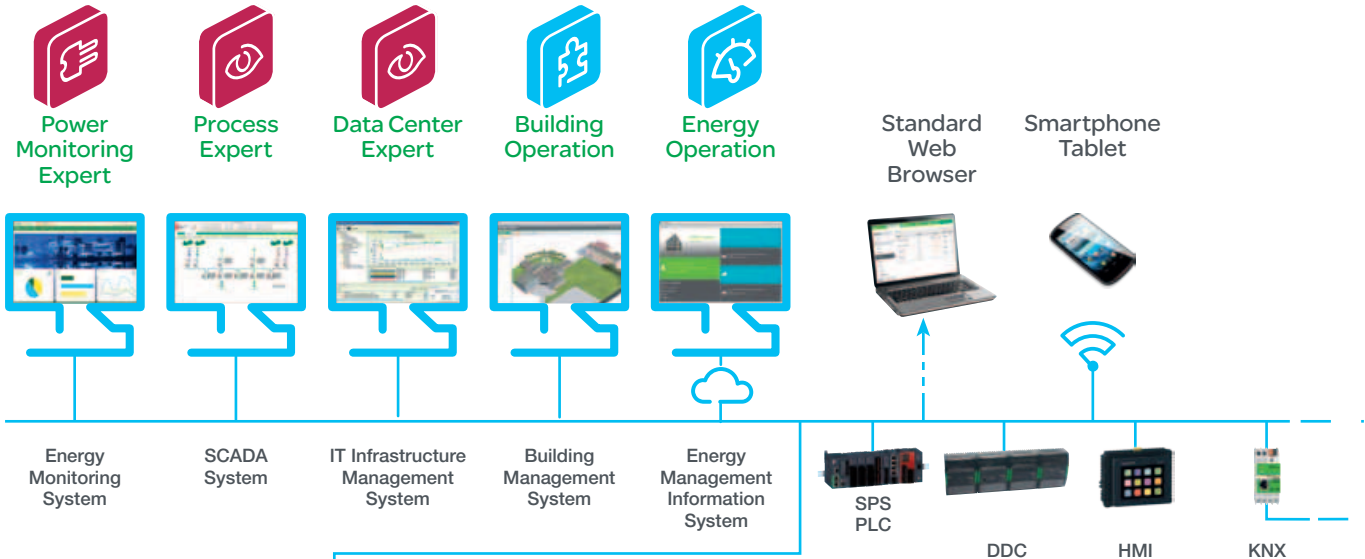 Power
Monitoring
Expert
Process
Expert
Data Center
Expert
Building
Operation
Energy
Operation
Standard
Web
Browser
Smartphone
Tablet
Energy
Monitoring
System
SCADA
System
IT Infrastructure
Management
System
Building
Management
System
Energy
Management
Information
System
SPS
PLC
DDC
HMI
KNX